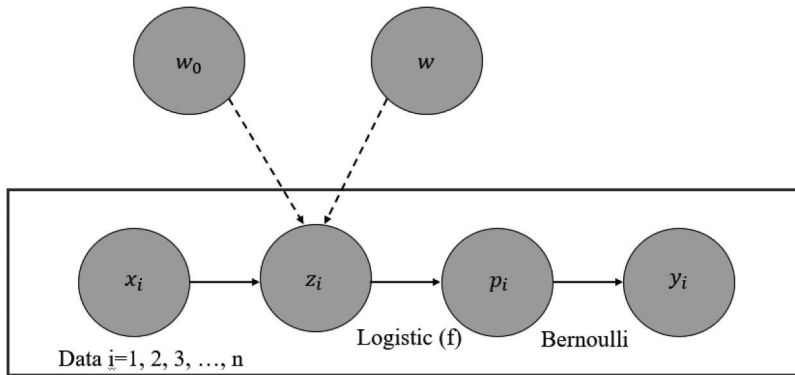 w₀
w
xᵢ
zᵢ
pᵢ
yᵢ
Logistic (f)
Bernoulli
Data i=1, 2, 3, …, n